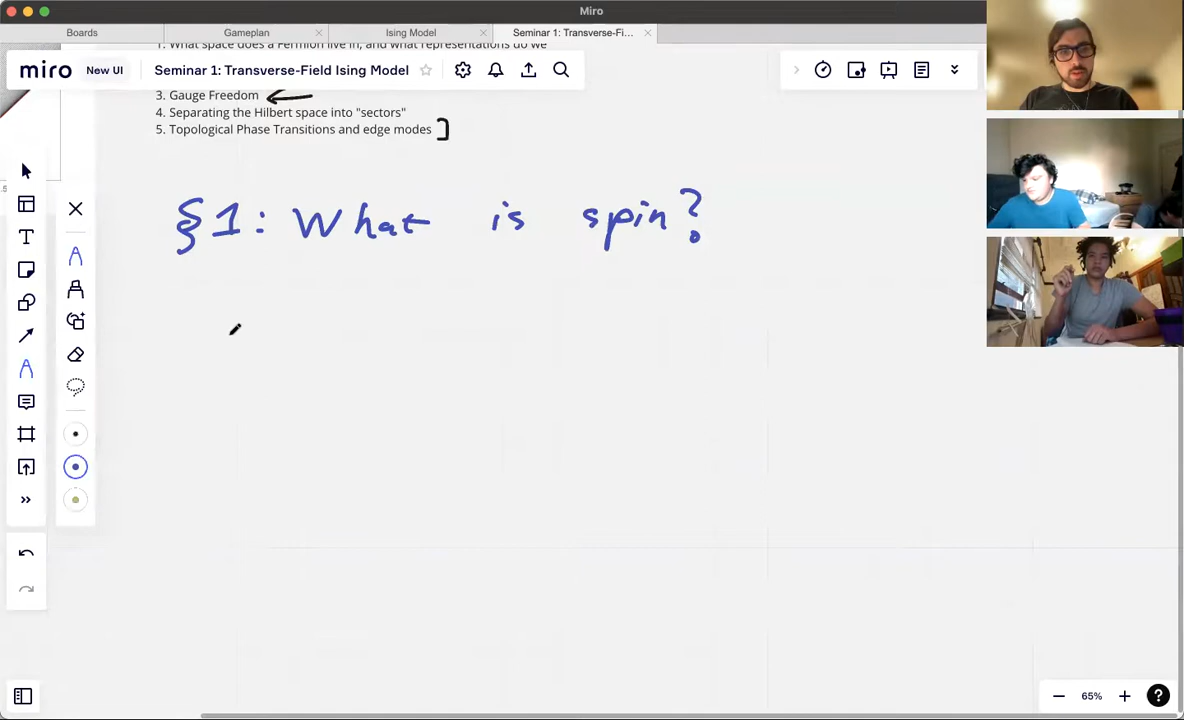 Miro
Boards Gameplan Ising Model Seminar 1: Transverse-Fi...
1. What space does a Fermion live in, and what representations do we
miro New UI Seminar 1: Transverse-Field Ising Model
3. Gauge Freedom
4. Separating the Hilbert space into "sectors"
5. Topological Phase Transitions and edge modes
§1: What is spin?
65%